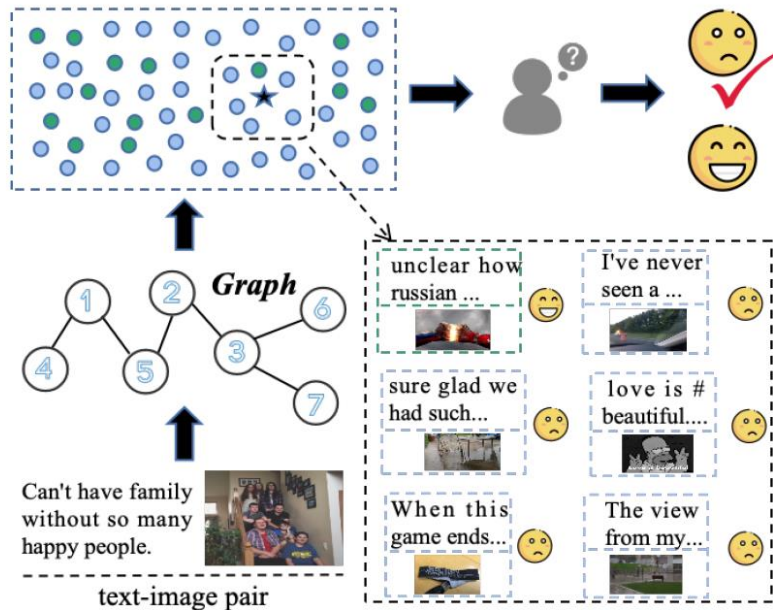 ?
Graph
1
2
6
4
5
3
7
Can't have family
without so many
happy people.
text-image pair
unclear how
russian ...
I've never
seen a ...
sure glad we
had such...
love is #
beautiful....
When this
game ends...
The view
from my...